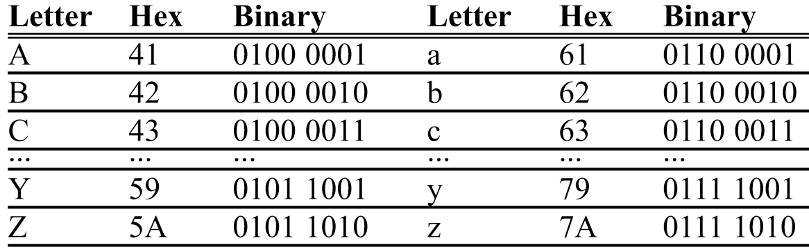 Letter Hex Binary Letter Hex Binary
A 41 0100 0001 a 61 0110 0001
B 42 0100 0010 b 62 0110 0010
C 43 0100 0011 c 63 0110 0011
... ... ... ... ... ...
Y 59 0101 1001 y 79 0111 1001
Z 5A 0101 1010 z 7A 0111 1010